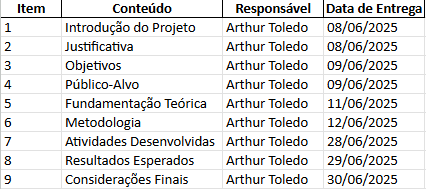 Item Conteúdo Responsável Data de Entrega
1 Introdução do Projeto Arthur Toledo 08/06/2025
2 Justificativa Arthur Toledo 08/06/2025
3 Objetivos Arthur Toledo 09/06/2025
4 Público-Alvo Arthur Toledo 09/06/2025
5 Fundamentação Teórica Arthur Toledo 11/06/2025
6 Metodologia Arthur Toledo 12/06/2025
7 Atividades Desenvolvidas Arthur Toledo 28/06/2025
8 Resultados Esperados Arthur Toledo 29/06/2025
9 Considerações Finais Arthur Toledo 30/06/2025